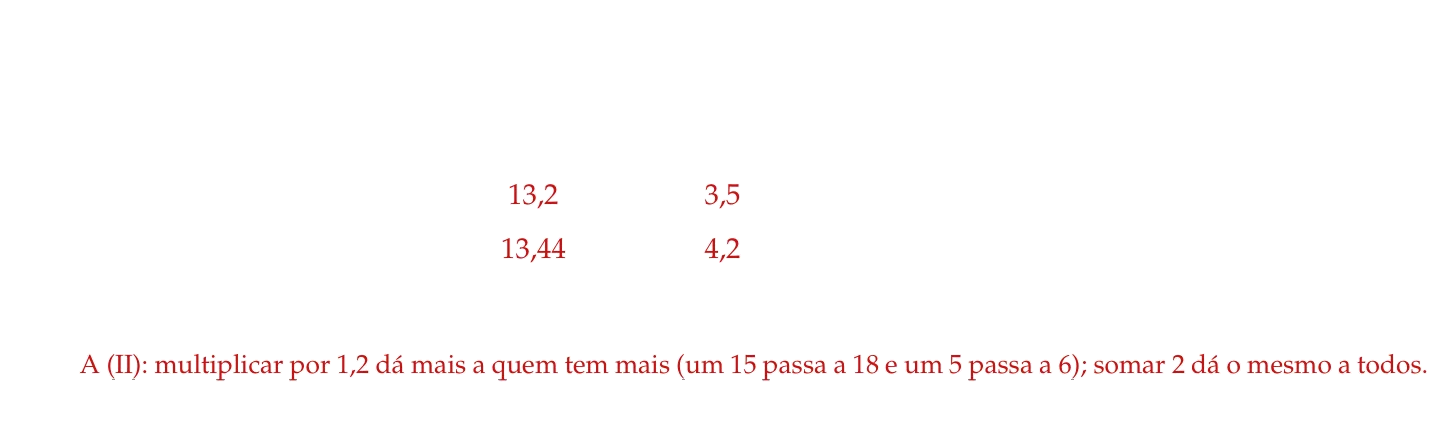 13,2 3,5
13,44 4,2
A (II): multiplicar por 1,2 dá mais a quem tem mais (um 15 passa a 18 e um 5 passa a 6); somar 2 dá o mesmo a todos.